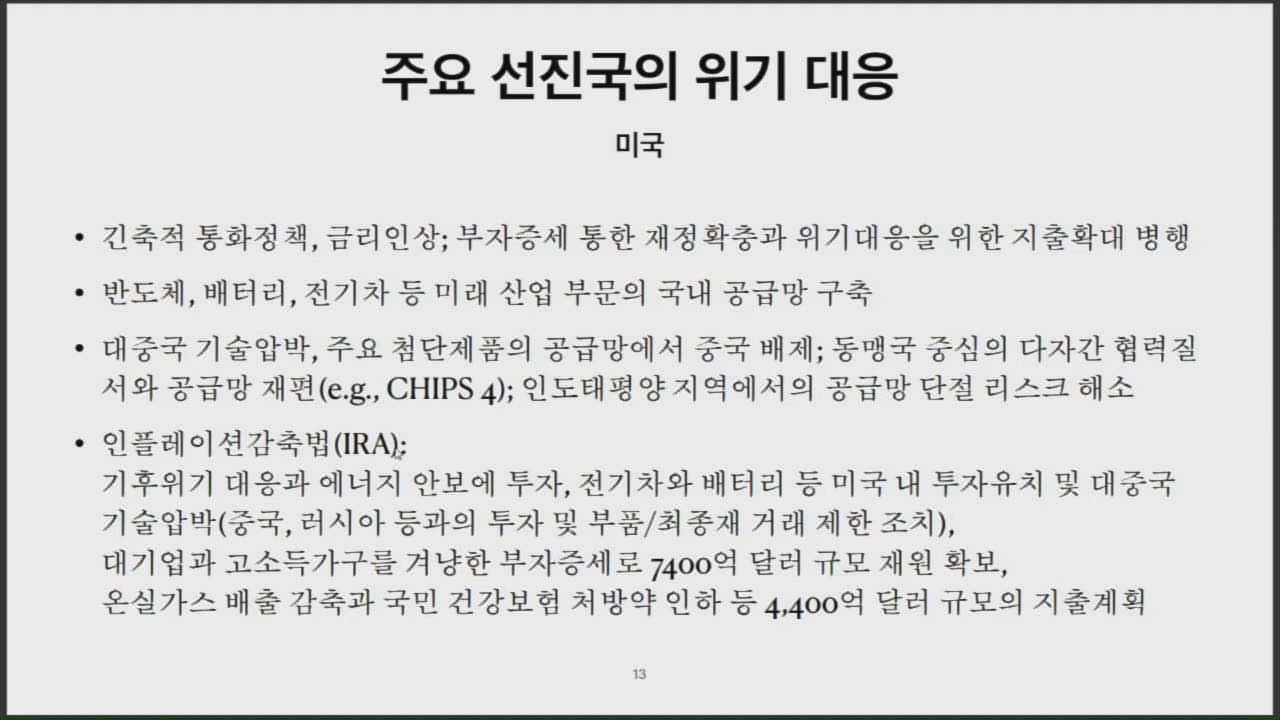 주요 선진국의 위기 대응
미국
• 긴축적 통화정책, 금리인상; 부자증세 통한 재정확충과 위기대응을 위한 지출확대 병행
• 반도체, 배터리, 전기차 등 미래 산업 부문의 국내 공급망 구축
• 대중국 기술압박, 주요 첨단제품의 공급망에서 중국 배제; 동맹국 중심의 다자간 협력질
서와 공급망 재편(e.g., CHIPS 4); 인도태평양 지역에서의 공급망 단절 리스크 해소
• 인플레이션감축법(IRA):
기후위기 대응과 에너지 안보에 투자, 전기차와 배터리 등 미국 내 투자유치 및 대중국
기술압박(중국, 러시아 등과의 투자 및 부품/최종재 거래 제한 조치),
대기업과 고소득가구를 겨냥한 부자증세로 7400억 달러 규모 재원 확보,
온실가스 배출 감축과 국민 건강보험 처방약 인하 등 4,400억 달러 규모의 지출계획
13